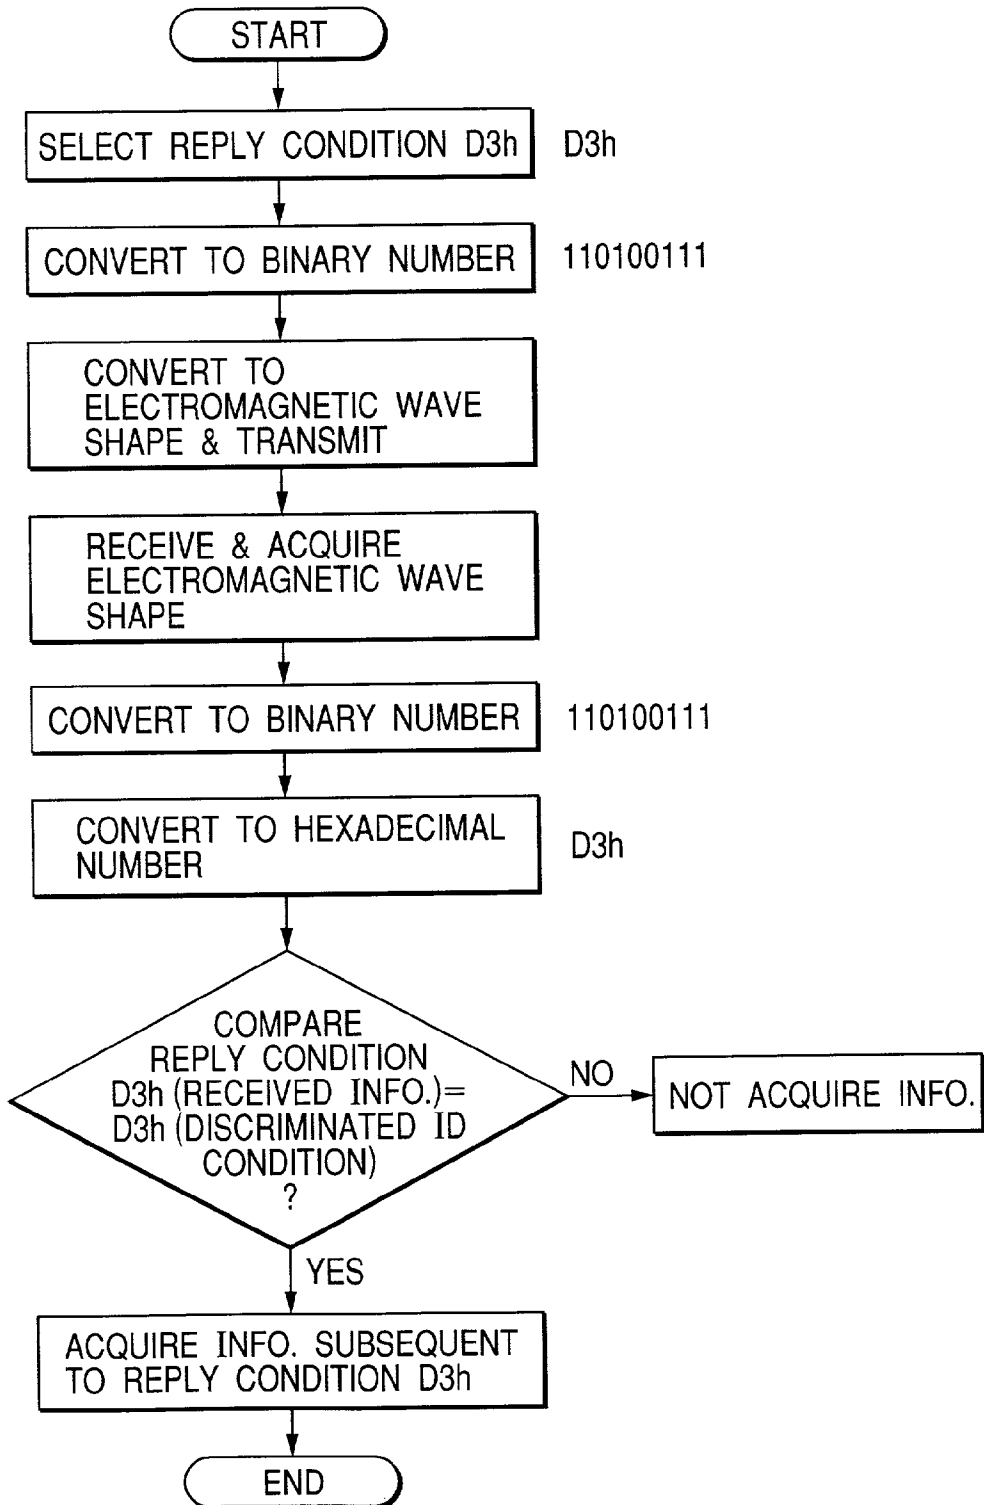 START
SELECT REPLY CONDITION D3h
D3h
CONVERT TO BINARY NUMBER
110100111
CONVERT TO
ELECTROMAGNETIC WAVE
SHAPE & TRANSMIT
RECEIVE & ACQUIRE
ELECTROMAGNETIC WAVE
SHAPE
CONVERT TO BINARY NUMBER
110100111
CONVERT TO HEXADECIMAL
NUMBER
D3h
COMPARE
REPLY CONDITION
D3h (RECEIVED INFO.)=
D3h (DISCRIMINATED ID
CONDITION)
?
NO
NOT ACQUIRE INFO.
YES
ACQUIRE INFO. SUBSEQUENT
TO REPLY CONDITION D3h
END